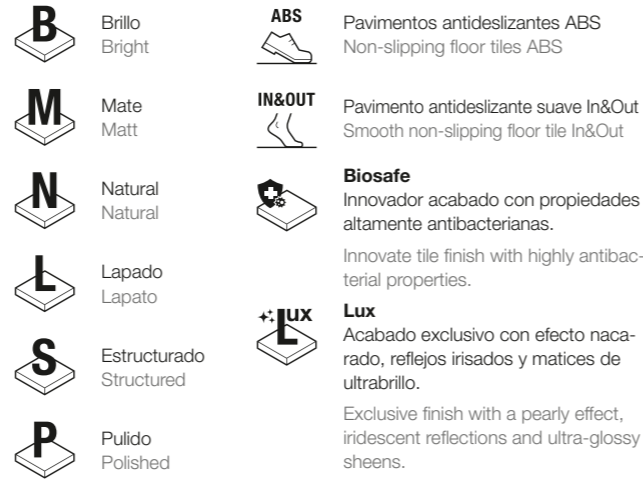 B
Brillo
Bright
M
Mate
Matt
N
Natural
Natural
L
Lapado
Lapato
S
Estructurado
Structured
P
Pulido
Polished
ABS
Pavimentos antideslizantes ABS
Non-slipping floor tiles ABS
IN&OUT
Pavimento antideslizante suave In&Out
Smooth non-slipping floor tile In&Out
Biosafe
Innovador acabado con propiedades
altamente antibacterianas.
Innovate tile finish with highly antibac-
terial properties.
Lux
Lux
Acabado exclusivo con efecto naca-
rado, reflejos irisados y matices de
ultrabrillo.
Exclusive finish with a pearly effect,
iridescent reflections and ultra-glossy
sheens.